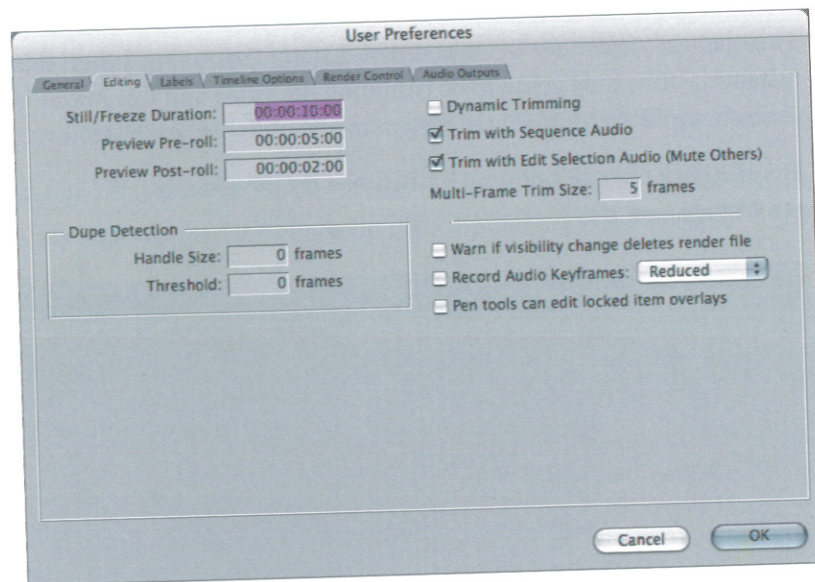 User Preferences
General Editing Labels Timeline Options Render Control Audio Outputs
Still/Freeze Duration: 00:00:10:00
Preview Pre-roll: 00:00:05:00
Preview Post-roll: 00:00:02:00
Dynamic Trimming
Trim with Sequence Audio
Trim with Edit Selection Audio (Mute Others)
Multi-Frame Trim Size: 5 frames
Dupe Detection
Handle Size: 0 frames
Threshold: 0 frames
Warn if visibility change deletes render file
Record Audio Keyframes: Reduced
Pen tools can edit locked item overlays
Cancel OK